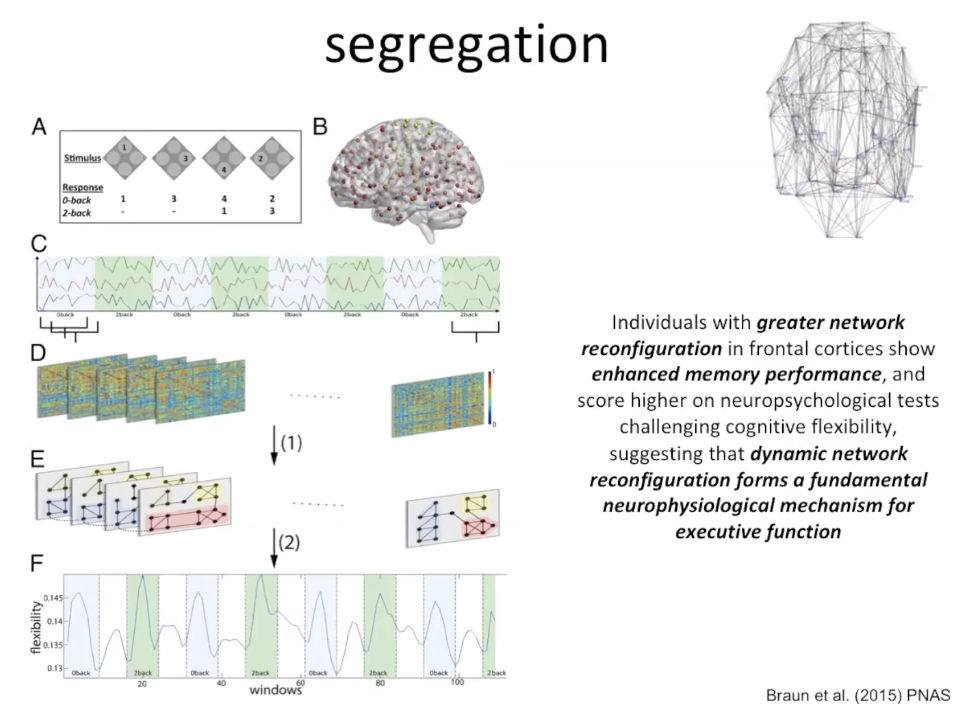 segregation
A
Stimulus
1
3
4
2
Response
0-back 1 3 4 2
2-back - - 1 3
B
C
0back 2back 0back 2back 0back 2back 0back 2back
D
1
0
(1)
E
(2)
F
flexibility
0.145
0.14
0.135
0.13
0back 2back 0back 2back 0back 2back 0back 2back
20 40 60 80 100
windows
Individuals with greater network
reconfiguration in frontal cortices show
enhanced memory performance, and
score higher on neuropsychological tests
challenging cognitive flexibility,
suggesting that dynamic network
reconfiguration forms a fundamental
neurophysiological mechanism for
executive function
Braun et al. (2015) PNAS